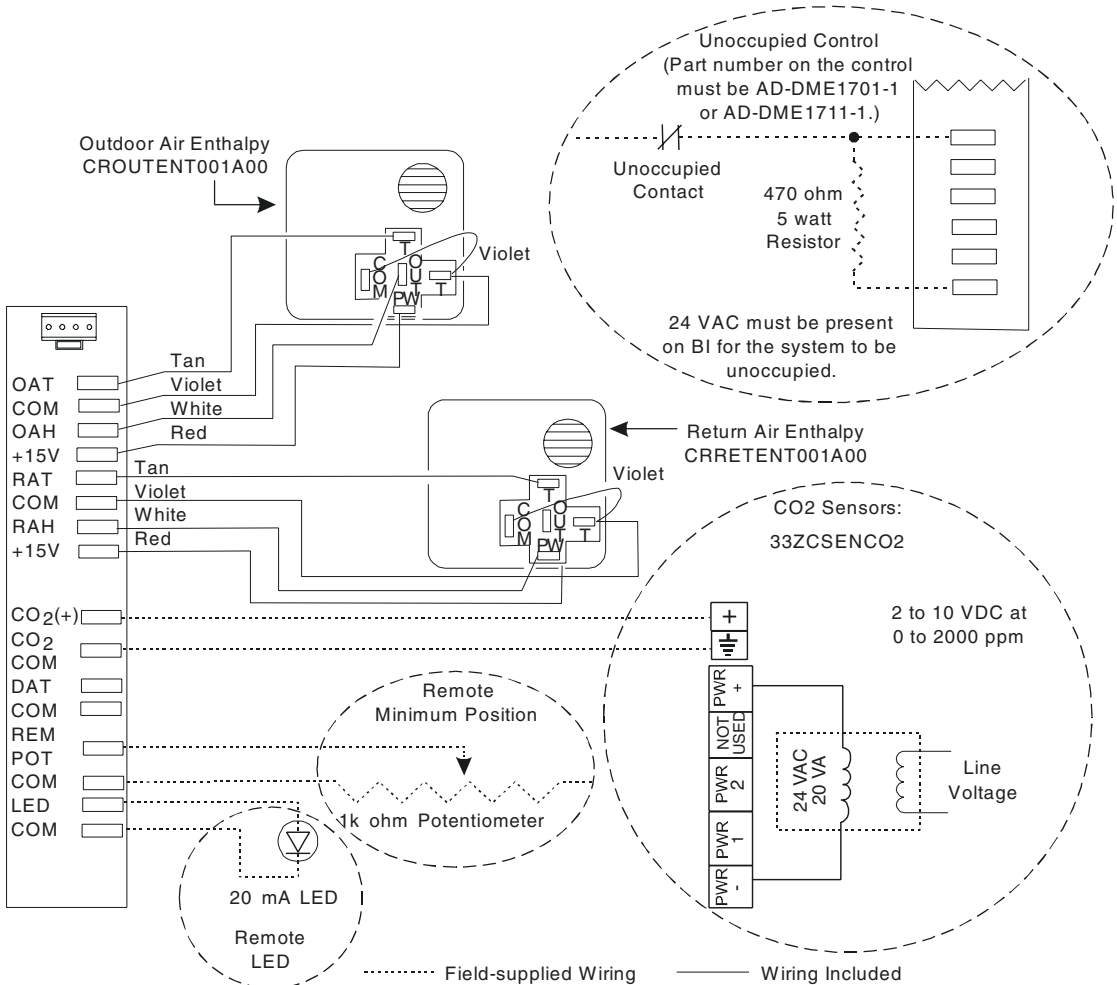 Unoccupied Control
(Part number on the control
must be AD-DME1701-1
or AD-DME1711-1.)
Unoccupied
Contact
470 ohm
5 watt
Resistor
24 VAC must be present
on BI for the system to be
unoccupied.
Outdoor Air Enthalpy
CROUTENT001A00
T
COM
OUT
PW
T
Violet
OAT
COM
OAH
+15V
RAT
COM
RAH
+15V
Tan
Violet
White
Red
Tan
Violet
White
Red
Return Air Enthalpy
CRRETENT001A00
T
COM
OUT
PW
T
Violet
CO2(+)
CO2
COM
DAT
COM
REM
POT
COM
LED
COM
Remote
Minimum Position
1k ohm Potentiometer
20 mA LED
Remote
LED
CO2 Sensors:
33ZCSENCO2
2 to 10 VDC at
0 to 2000 ppm
+
PWR
+
NOT
USED
PWR
2
PWR
1
PWR
-
24 VAC
20 VA
Line
Voltage
Field-supplied Wiring
Wiring Included